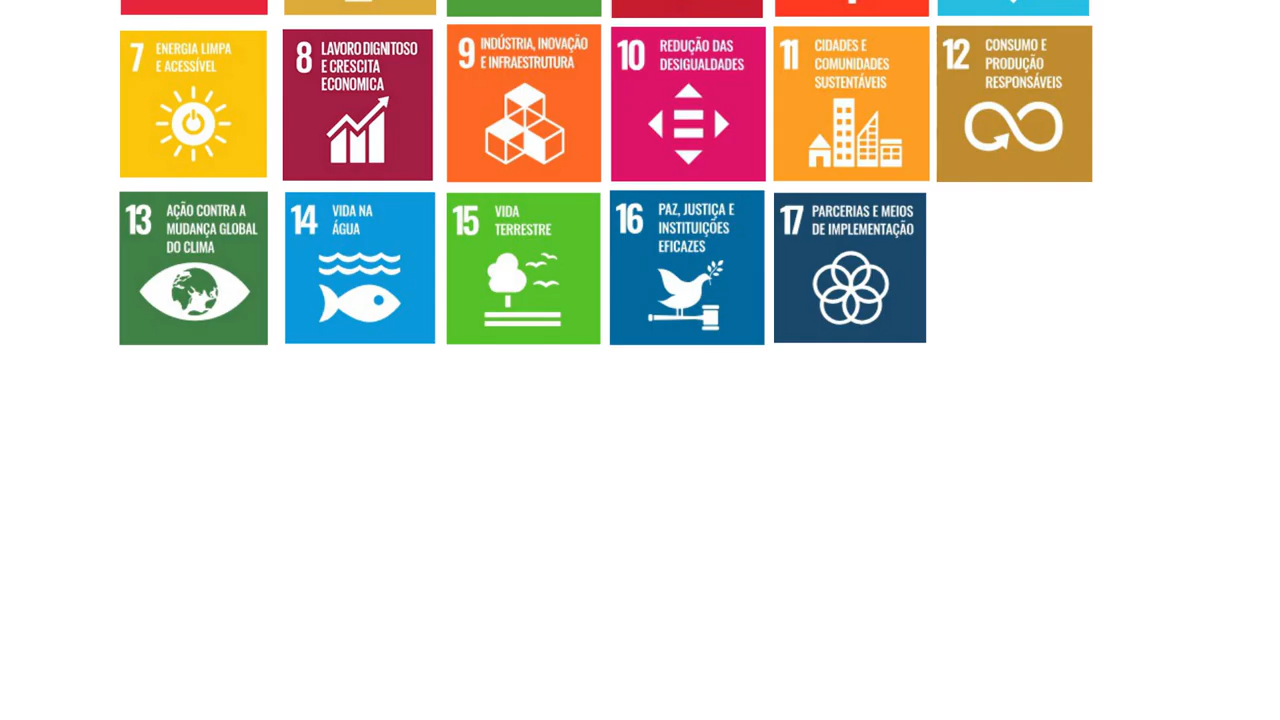 7
ENERGIA LIMPA
E ACESSÍVEL
8
LAVORO DIGNITOSO
E CRESCITA
ECONOMICA
9
INDÚSTRIA, INOVAÇÃO
E INFRAESTRUTURA
10
REDUÇÃO DAS
DESIGUALDADES
11
CIDADES E
COMUNIDADES
SUSTENTÁVEIS
12
CONSUMO E
PRODUÇÃO
RESPONSÁVEIS
13
AÇÃO CONTRA A
MUDANÇA GLOBAL
DO CLIMA
14
VIDA NA
ÁGUA
15
VIDA
TERRESTRE
16
PAZ, JUSTIÇA E
INSTITUIÇÕES
EFICAZES
17
PARCERIAS E MEIOS
DE IMPLEMENTAÇÃO